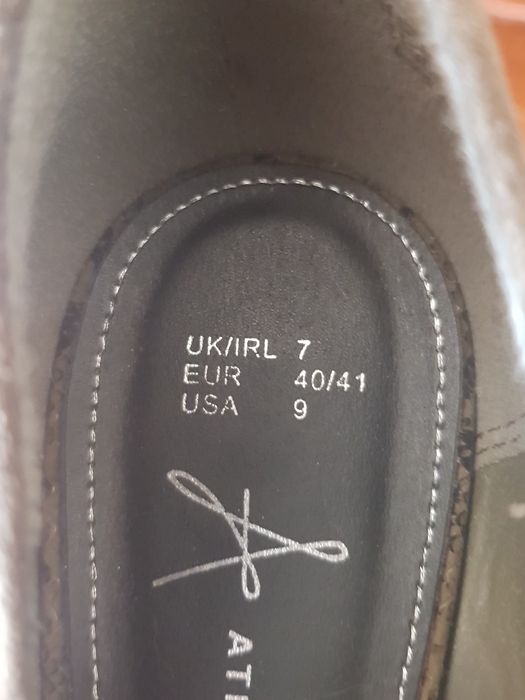 UK/IRL 7
EUR 40/41
USA 9